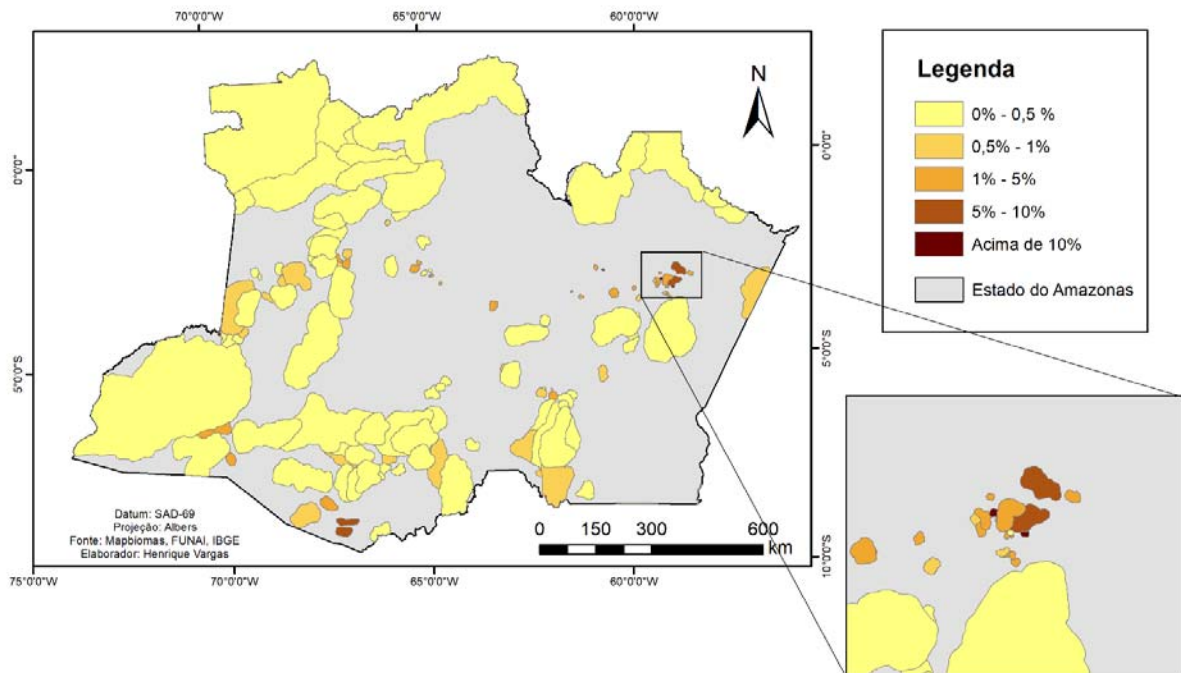 70°0'0"W 65°0'0"W 60°0'0"W
N
0°0'0"
0°0'0"
5°0'0"S
5°0'0"S
10°0'0"S
Datum: SAD-69
Projeção: Albers
Fonte: Mapbiomas, FUNAI, IBGE
Elaborador: Henrique Vargas
0 150 300 600
km
75°0'0"W 70°0'0"W 65°0'0"W 60°0'0"W
Legenda
0% - 0,5 %
0,5% - 1%
1% - 5%
5% - 10%
Acima de 10%
Estado do Amazonas